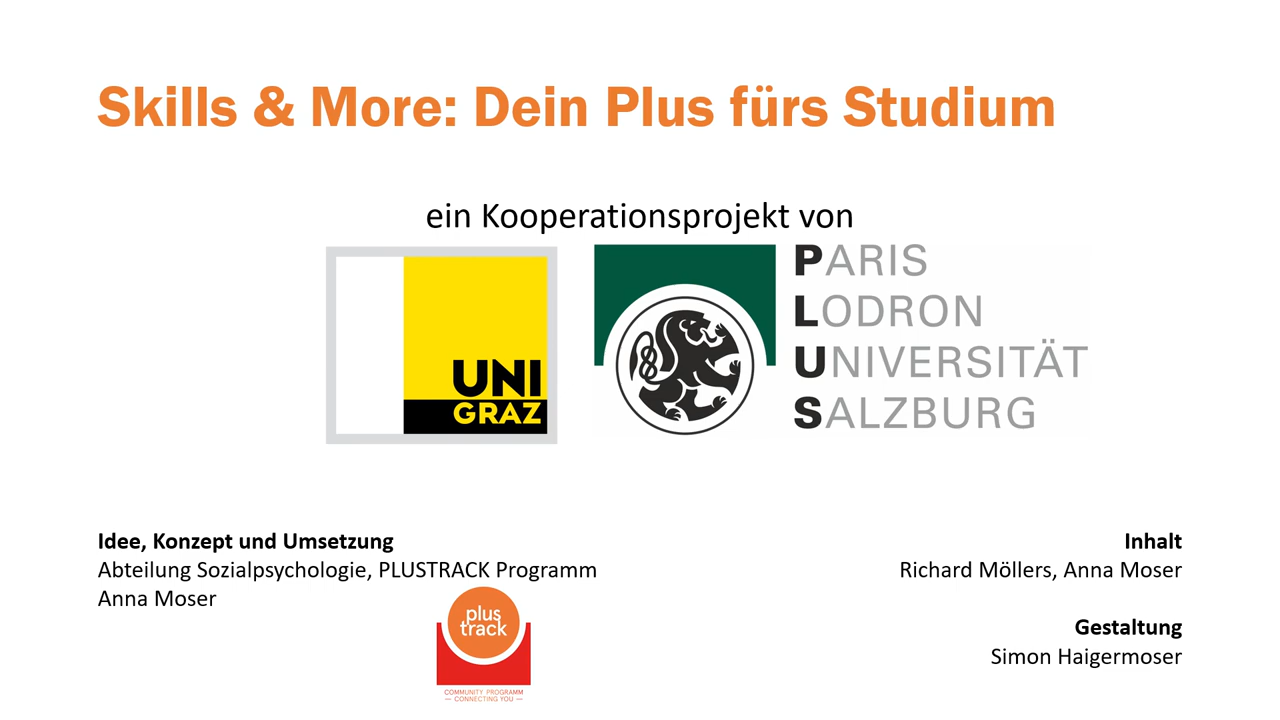 Skills & More: Dein Plus fürs Studium
ein Kooperationsprojekt von
UNI
GRAZ
PARIS
LODRON
UNIVERSITÄT
SALZBURG
Idee, Konzept und Umsetzung
Abteilung Sozialpsychologie, PLUSTRACK Programm
Anna Moser
plus
track
COMMUNITY PROGRAMM
— CONNECTING YOU —
Inhalt
Richard Möllers, Anna Moser
Gestaltung
Simon Haigermoser